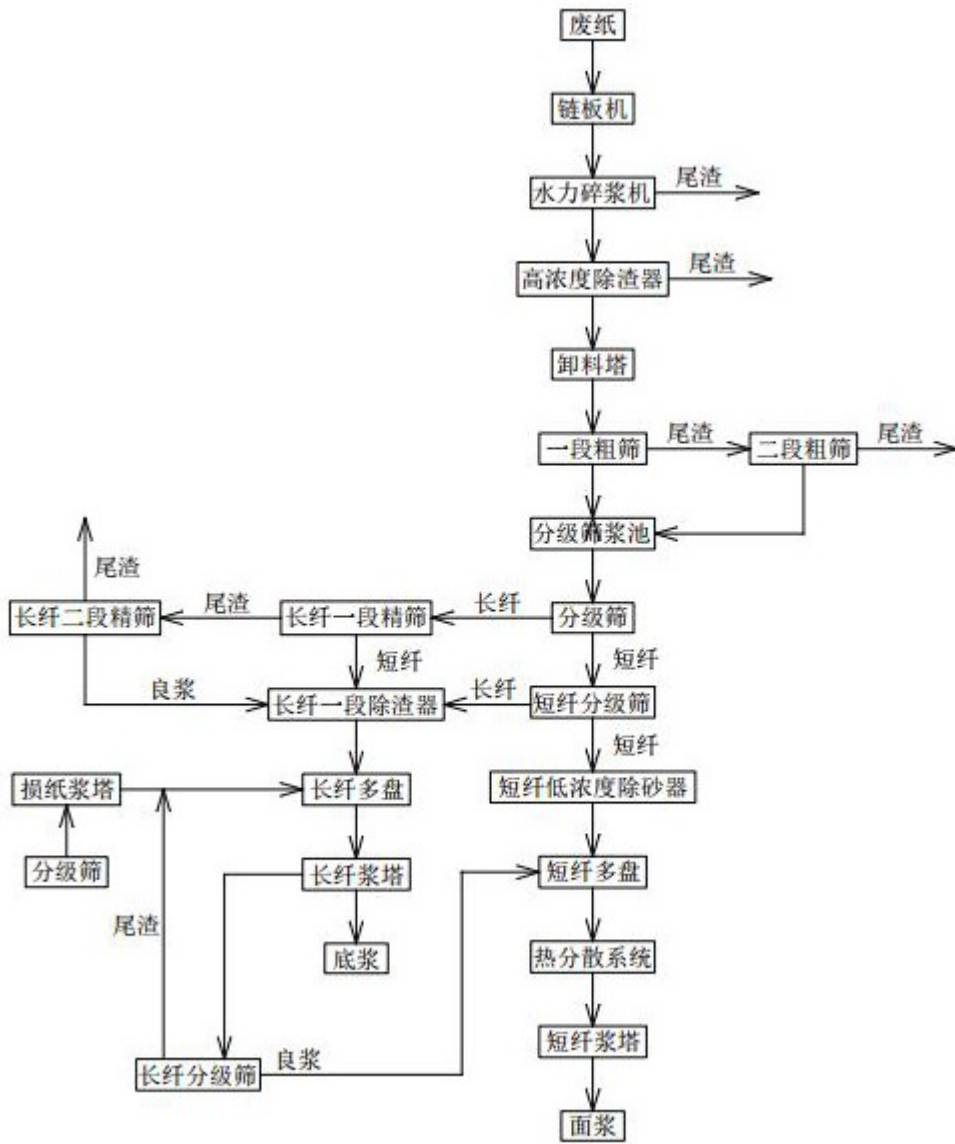 废纸
链板机
水力碎浆机
尾渣
高浓度除渣器
尾渣
卸料塔
一段粗筛
尾渣
二段粗筛
尾渣
分级筛浆池
尾渣
长纤二段精筛
尾渣
长纤一段精筛
长纤
分级筛
短纤
短纤
良浆
长纤一段除渣器
长纤
短纤分级筛
短纤
损纸浆塔
长纤多盘
短纤低浓度除砂器
分级筛
长纤浆塔
短纤多盘
尾渣
底浆
热分散系统
短纤浆塔
长纤分级筛
良浆
面浆